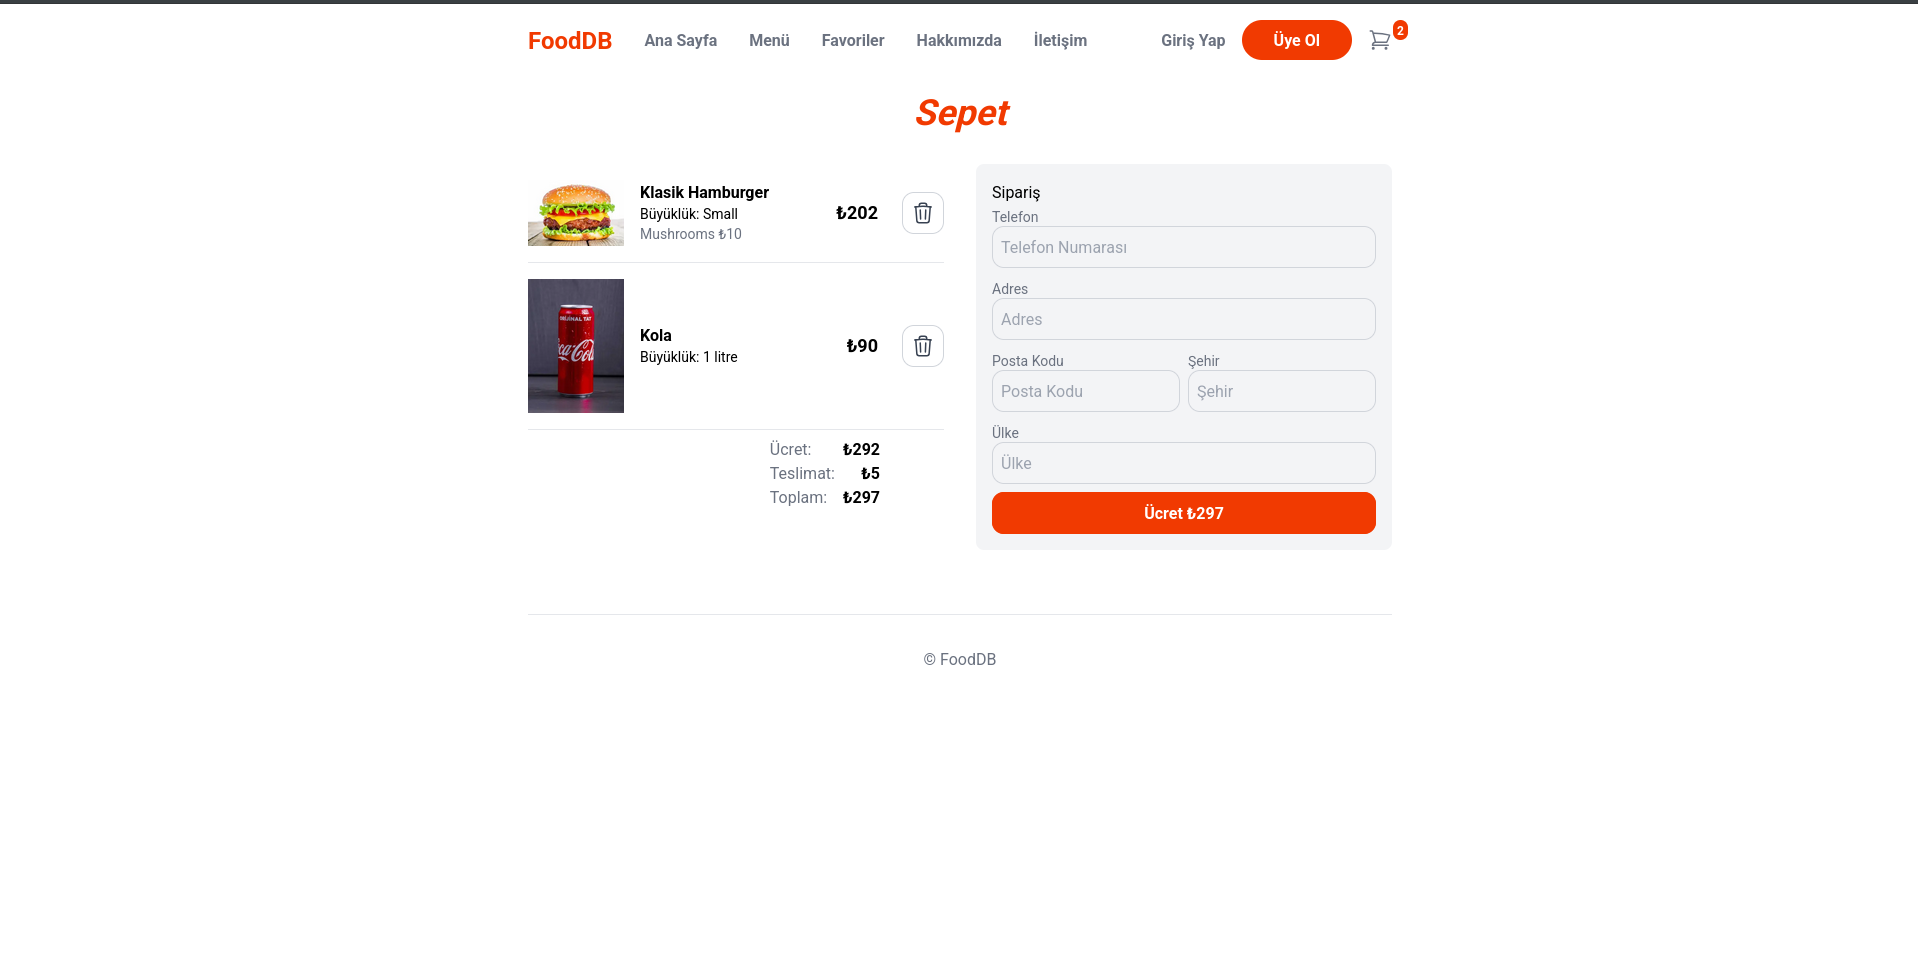 FoodDB
Ana Sayfa
Menü
Favoriler
Hakkımızda
İletişim
Giriş Yap
Üye Ol
2
Sepet
Klasik Hamburger
Büyüklük: Small
Mushrooms ₺10
₺202
Kola
Büyüklük: 1 litre
₺90
Ücret: ₺292
Teslimat: ₺5
Toplam: ₺297
Sipariş
Telefon
Telefon Numarası
Adres
Adres
Posta Kodu
Posta Kodu
Şehir
Şehir
Ülke
Ülke
Ücret ₺297
© FoodDB